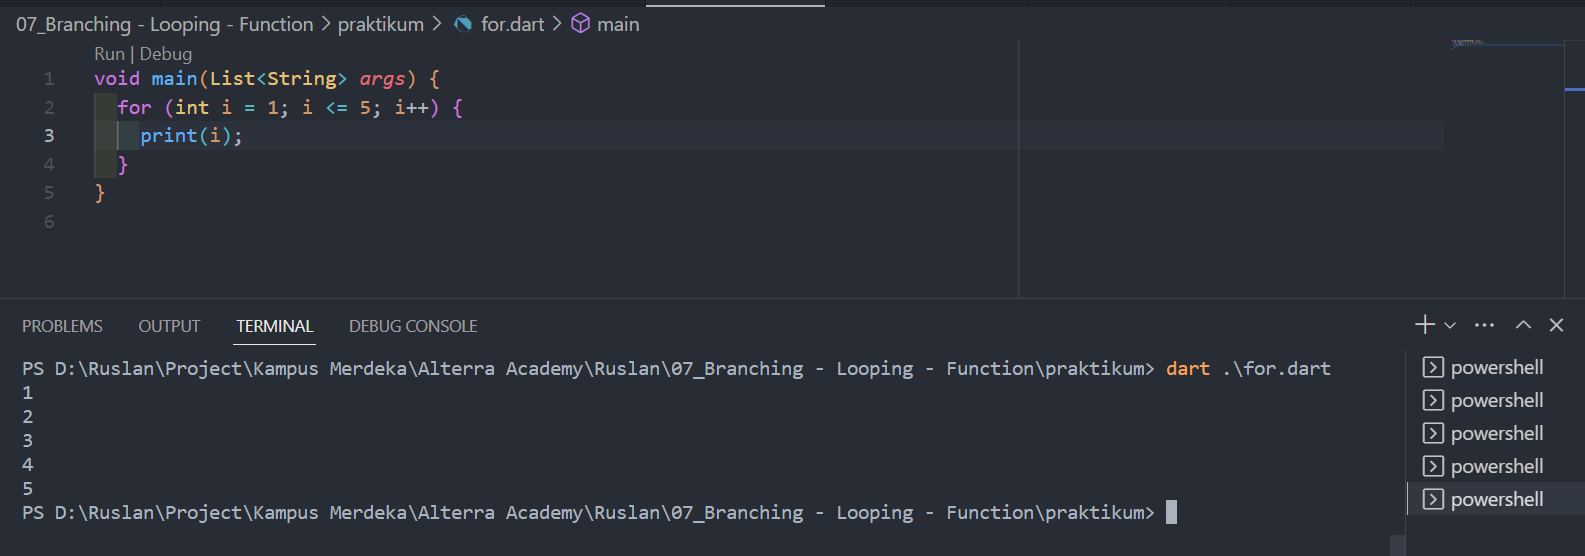 07_Branching - Looping - Function > praktikum > for.dart > main
Run | Debug
1 void main(List<String> args) {
2   for (int i = 1; i <= 5; i++) {
3     print(i);
4   }
5 }
6
PROBLEMS OUTPUT TERMINAL DEBUG CONSOLE
PS D:\Ruslan\Project\Kampus Merdeka\Alterra Academy\Ruslan\07_Branching - Looping - Function\praktikum> dart .\for.dart
1
2
3
4
5
PS D:\Ruslan\Project\Kampus Merdeka\Alterra Academy\Ruslan\07_Branching - Looping - Function\praktikum>
powershell
powershell
powershell
powershell
powershell